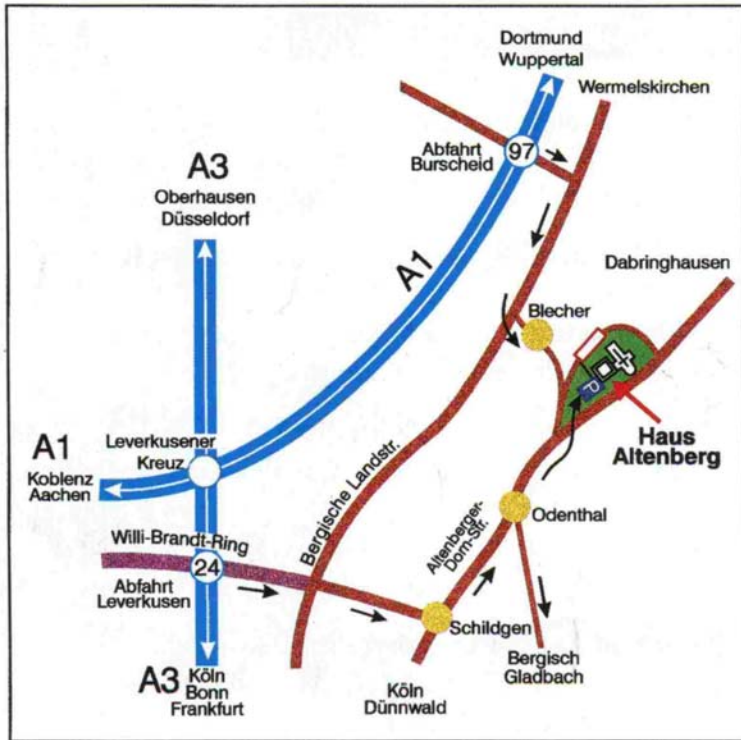 Dortmund
Wuppertal
Wermelskirchen
Abfahrt
Burscheid
97
A3
Oberhausen
Düsseldorf
A1
Dabringhausen
Blecher
P
Haus
Altenberg
A1
Koblenz
Aachen
Leverkusener
Kreuz
Bergische Landstr.
Altenberger-
Dom-Str.
Odenthal
Willi-Brandt-Ring
24
Abfahrt
Leverkusen
Schildgen
A3
Köln
Bonn
Frankfurt
Köln
Dünnwald
Bergisch
Gladbach